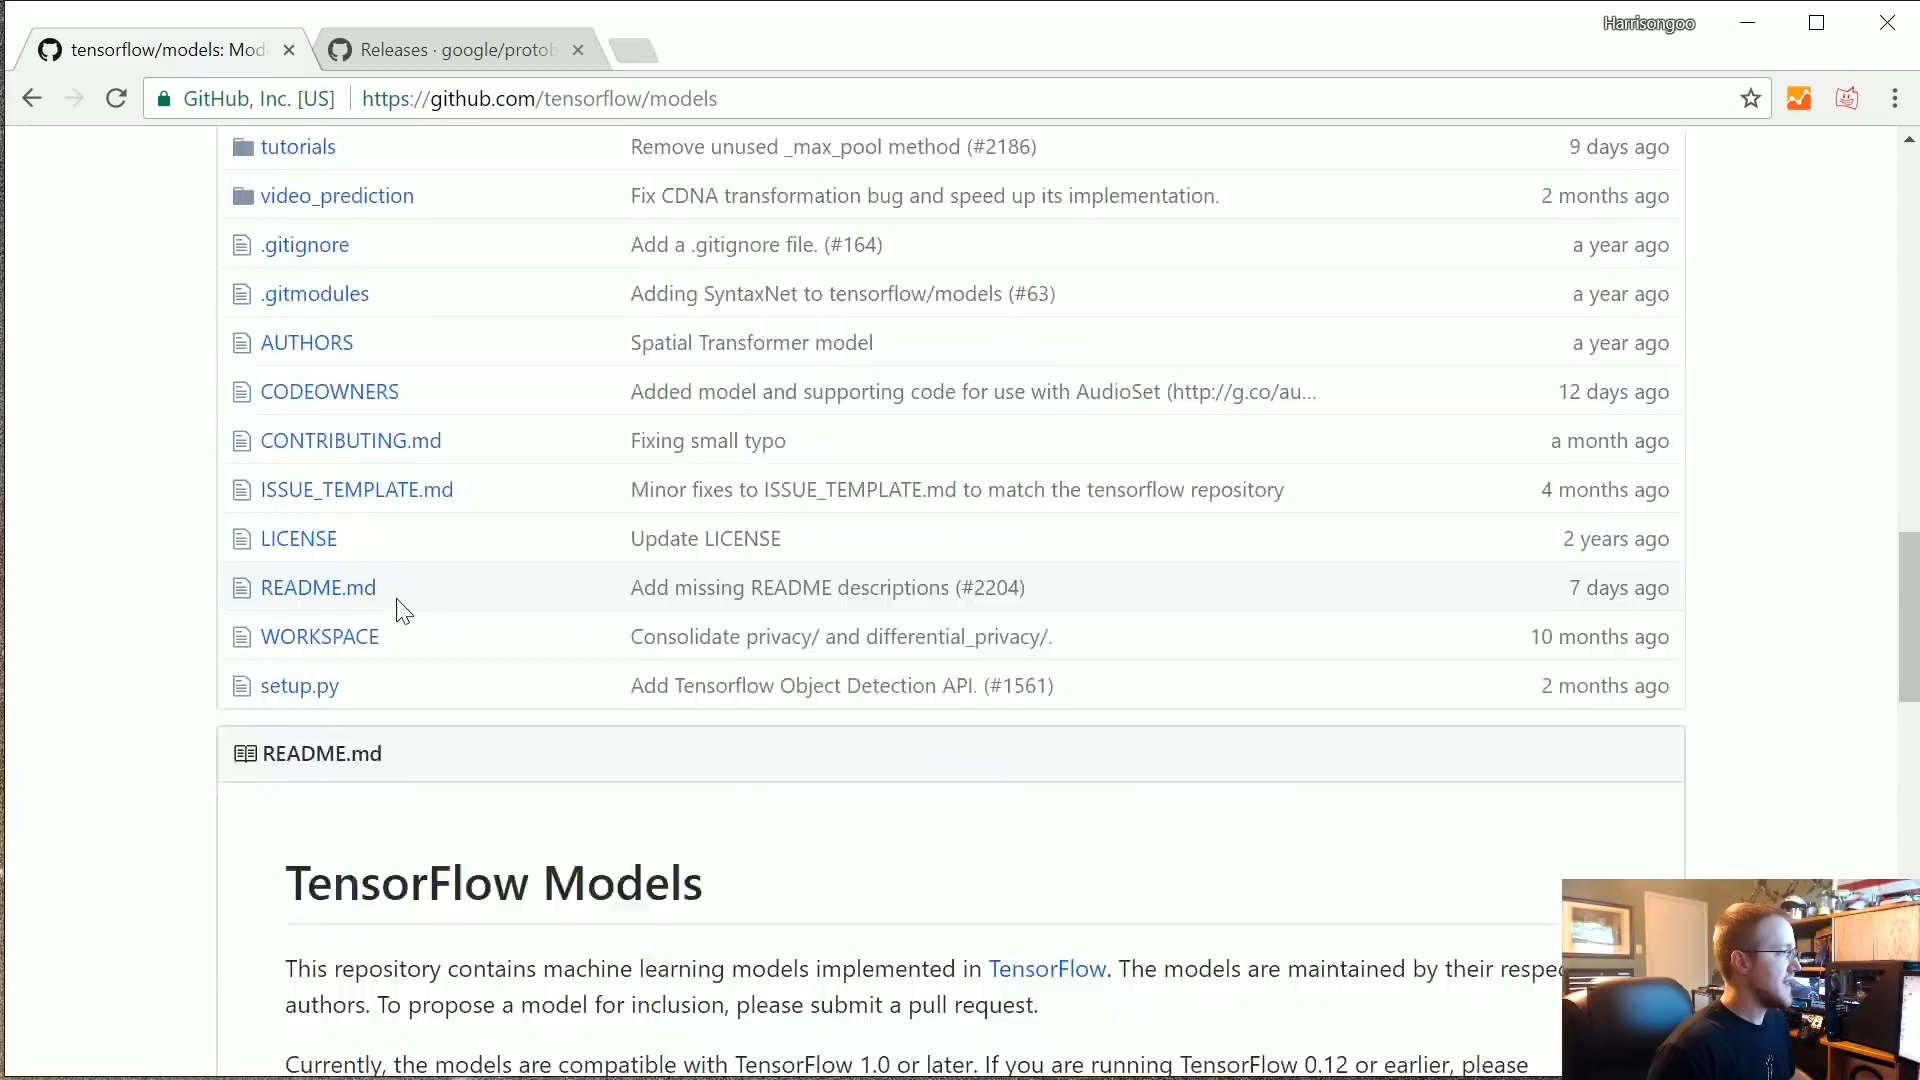 Harrisongoo
tensorflow/models: Mod
Releases · google/protob
GitHub, Inc. [US]
https://github.com/tensorflow/models
tutorials Remove unused _max_pool method (#2186) 9 days ago
video_prediction Fix CDNA transformation bug and speed up its implementation. 2 months ago
.gitignore Add a .gitignore file. (#164) a year ago
.gitmodules Adding SyntaxNet to tensorflow/models (#63) a year ago
AUTHORS Spatial Transformer model a year ago
CODEOWNERS Added model and supporting code for use with AudioSet (http://g.co/au... 12 days ago
CONTRIBUTING.md Fixing small typo a month ago
ISSUE_TEMPLATE.md Minor fixes to ISSUE_TEMPLATE.md to match the tensorflow repository 4 months ago
LICENSE Update LICENSE 2 years ago
README.md Add missing README descriptions (#2204) 7 days ago
WORKSPACE Consolidate privacy/ and differential_privacy/. 10 months ago
setup.py Add Tensorflow Object Detection API. (#1561) 2 months ago
README.md
TensorFlow Models
This repository contains machine learning models implemented in TensorFlow. The models are maintained by their respec
authors. To propose a model for inclusion, please submit a pull request.
Currently, the models are compatible with TensorFlow 1.0 or later. If you are running TensorFlow 0.12 or earlier, please